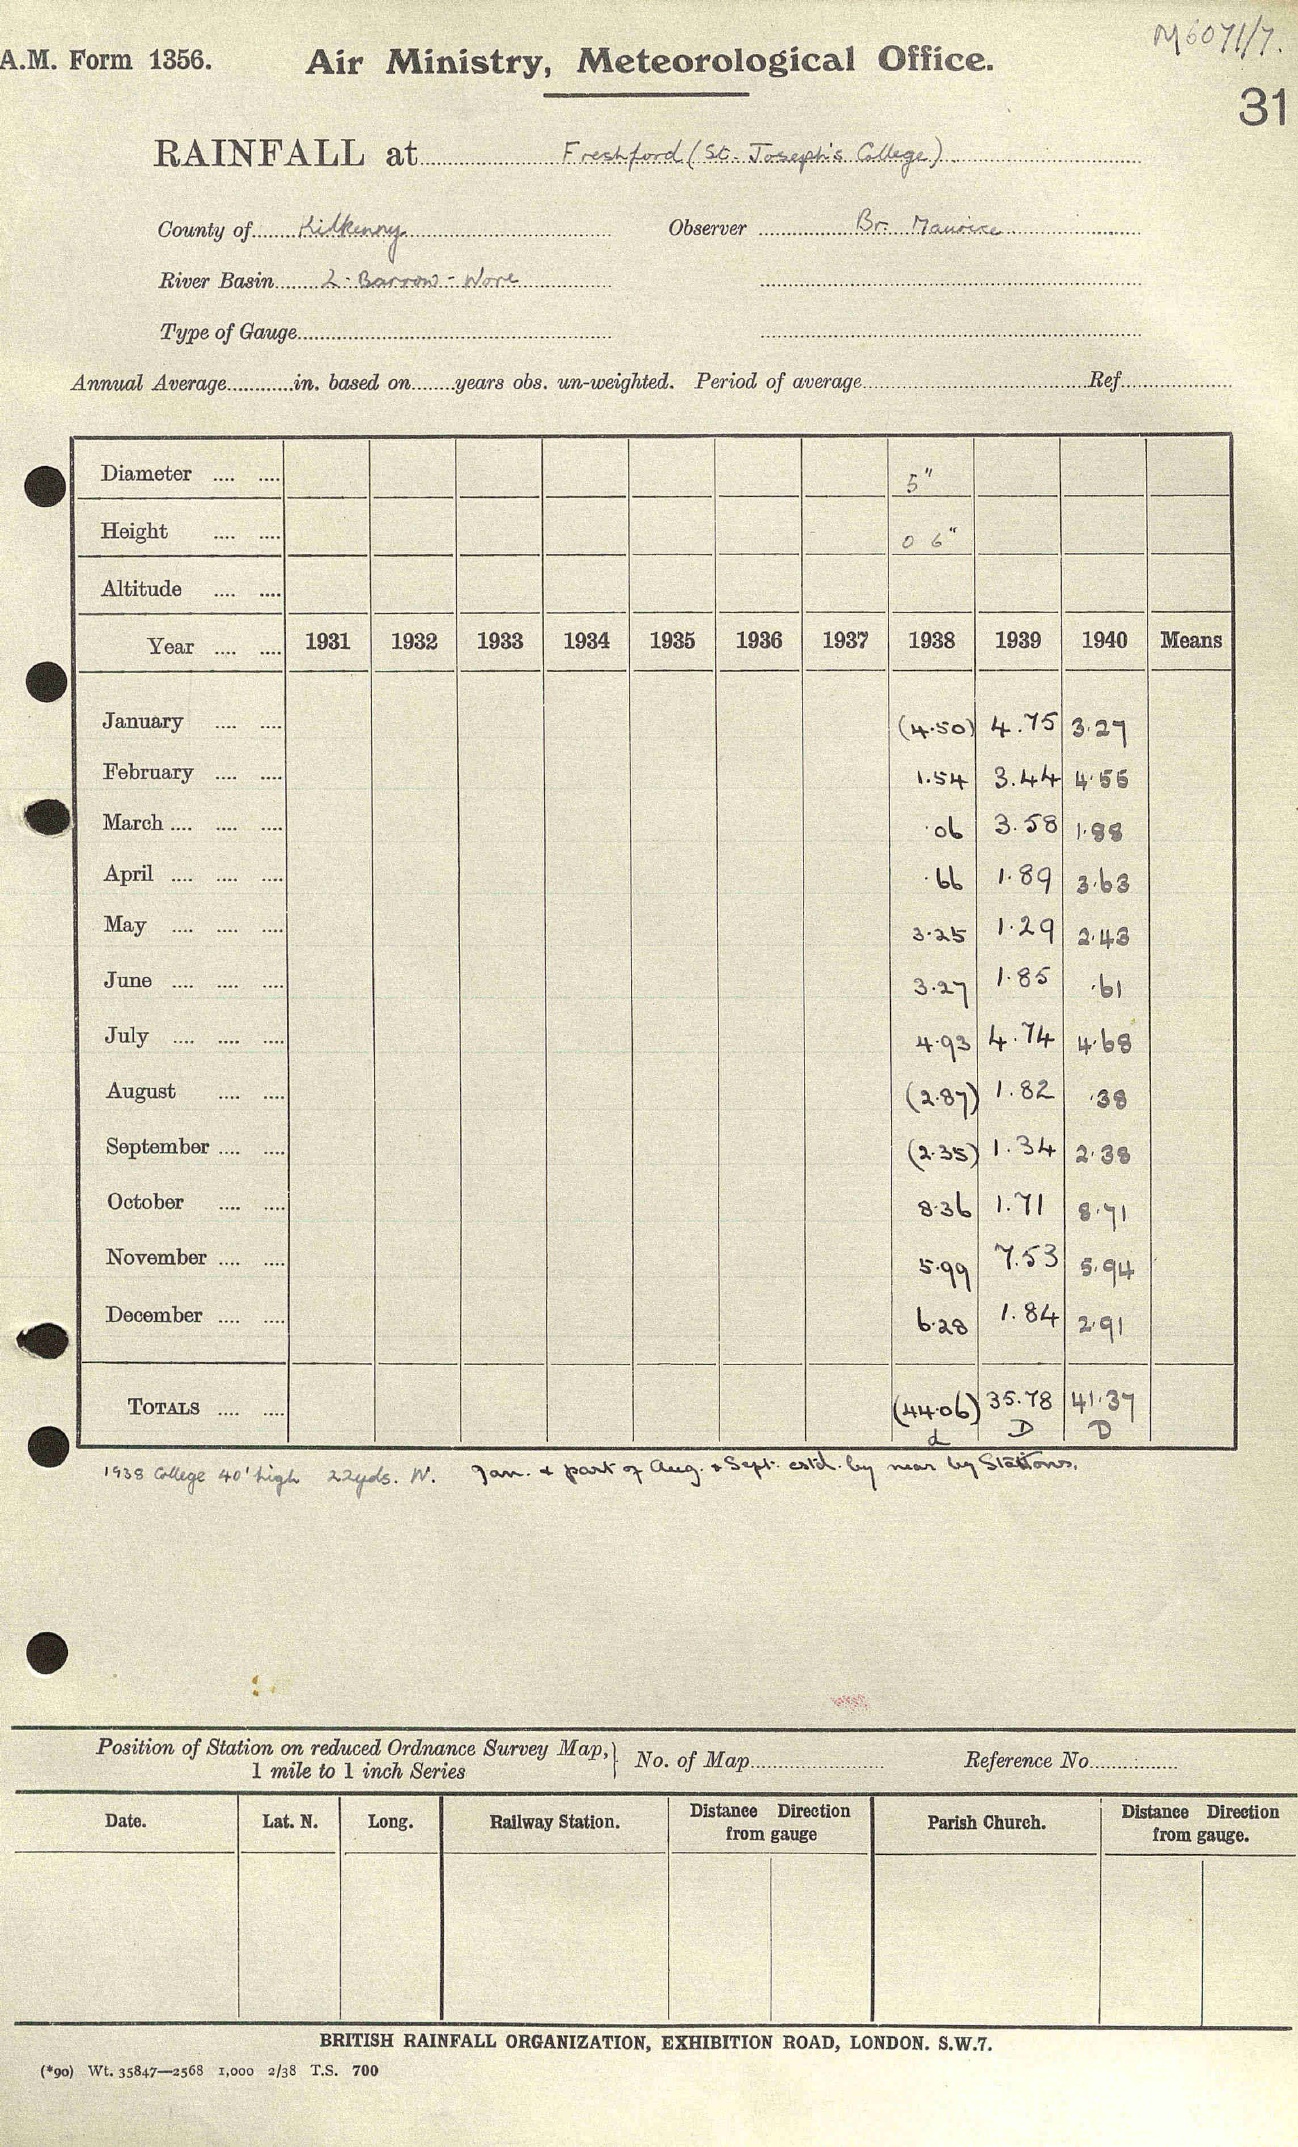 M6071/7.
A.M. Form 1356. Air Ministry, Meteorological Office.
31
RAINFALL at Freshford (St. Joseph's College).
County of Kilkenny Observer Br. Maurice
River Basin 2 - Barrow - Nore
Type of Gauge
Annual Average in. based on years obs. un-weighted. Period of average Ref
Diameter 5"
Height 0 6"
Altitude
Year 1931 1932 1933 1934 1935 1936 1937 1938 1939 1940 Means
January (4.50) 4.75 3.27
February 1.54 3.44 4.55
March .06 3.58 1.88
April .66 1.89 3.63
May 3.25 1.29 2.43
June 3.27 1.85 .61
July 4.93 4.74 4.68
August (2.87) 1.82 .38
September (2.35) 1.34 2.38
October 8.36 1.71 8.71
November 5.99 7.53 5.94
December 6.28 1.84 2.91
TOTALS (44.06) 35.78 41.37
d D D
1938 College 40' high 22yds. W. Jan. & part of Aug. & Sept. estd. by near by Stations.
Position of Station on reduced Ordnance Survey Map, No. of Map Reference No
1 mile to 1 inch Series
Date. Lat. N. Long. Railway Station. Distance Direction from gauge Parish Church. Distance Direction from gauge.
BRITISH RAINFALL ORGANIZATION, EXHIBITION ROAD, LONDON. S.W.7.
(*90) Wt. 35847—2568 1,000 2/38 T.S. 700